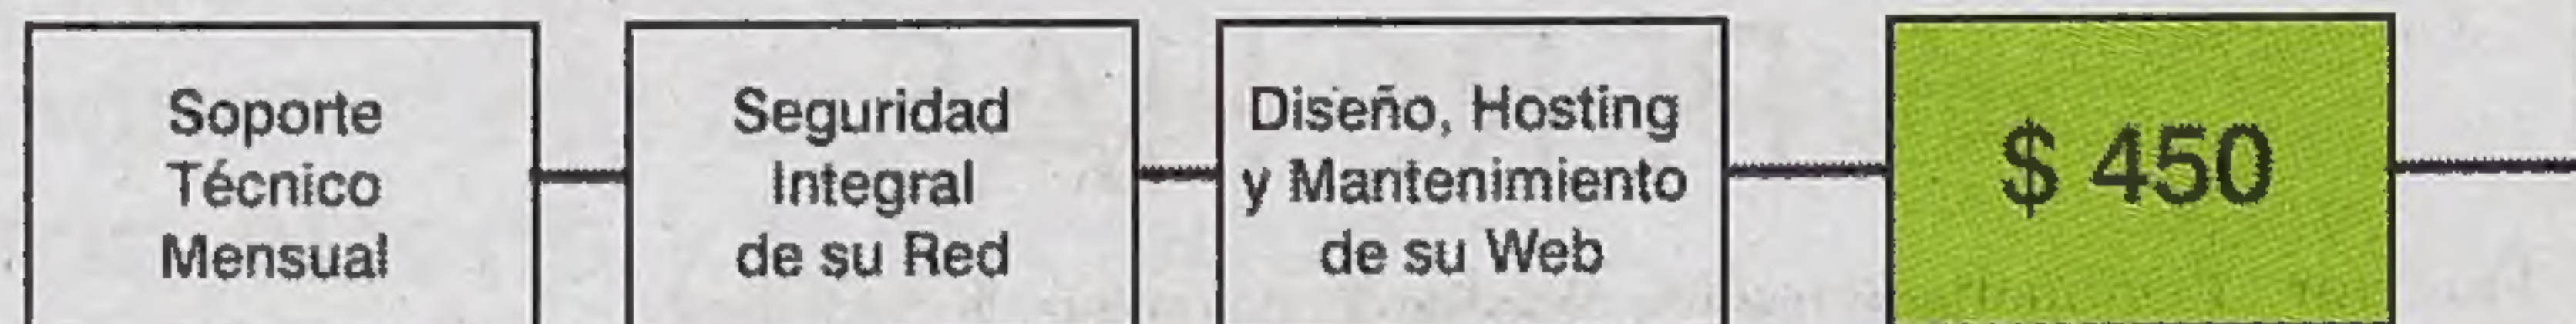 Soporte
Técnico
Mensual
Seguridad
Integral
de su Red
Diseño, Hosting
y Mantenimiento
de su Web
$ 450